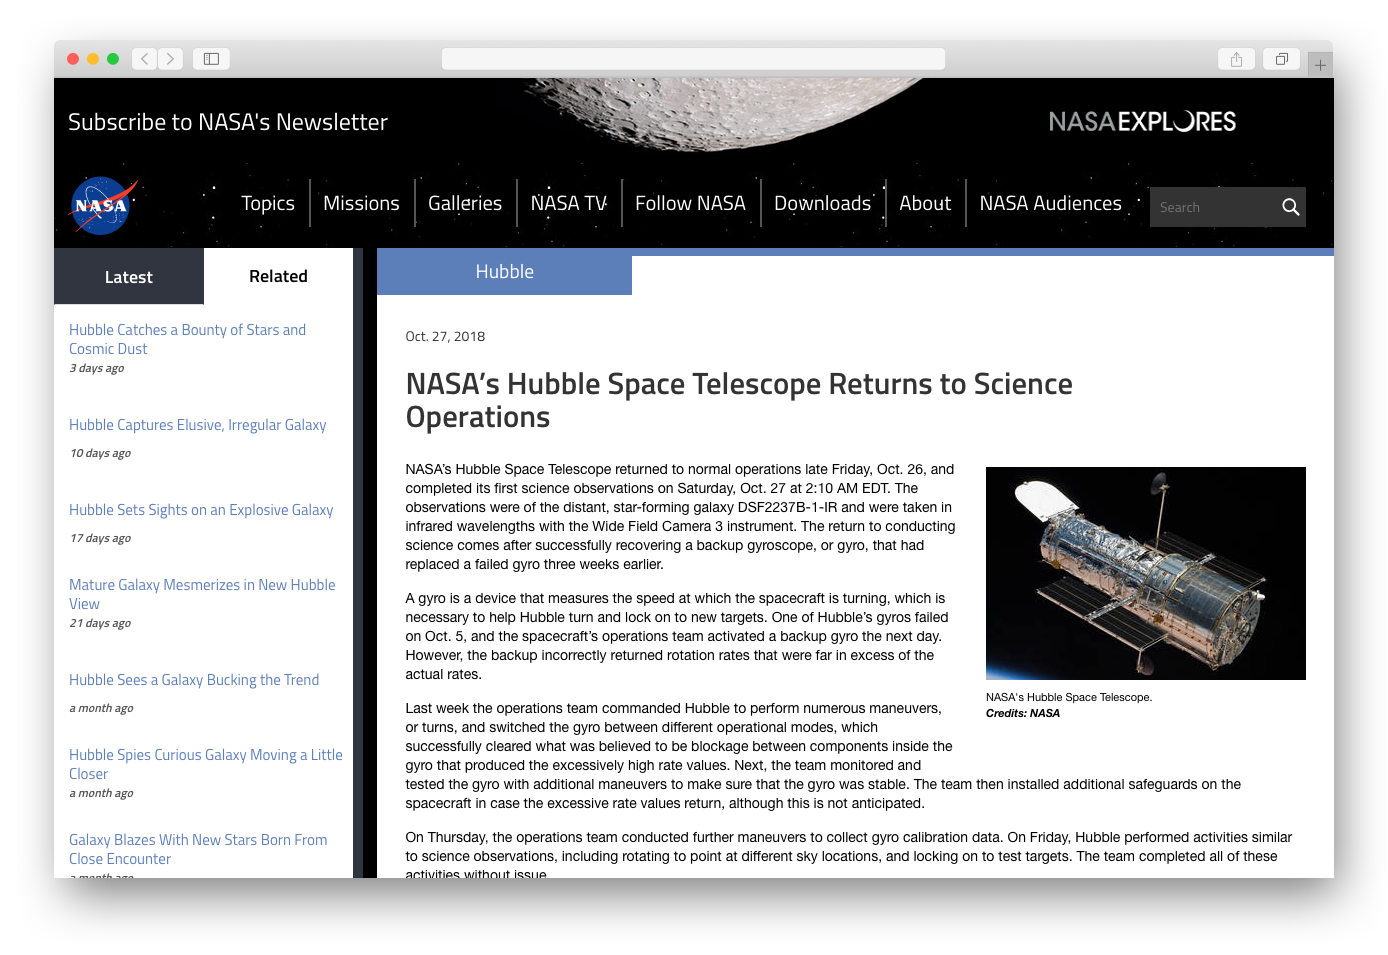 Subscribe to NASA's Newsletter
NASA EXPLORES
NASA
Topics
Missions
Galleries
NASA TV
Follow NASA
Downloads
About
NASA Audiences
Search
Latest
Related
Hubble Catches a Bounty of Stars and
Cosmic Dust
3 days ago
Hubble Captures Elusive, Irregular Galaxy
10 days ago
Hubble Sets Sights on an Explosive Galaxy
17 days ago
Mature Galaxy Mesmerizes in New Hubble
View
21 days ago
Hubble Sees a Galaxy Bucking the Trend
a month ago
Hubble Spies Curious Galaxy Moving a Little
Closer
a month ago
Galaxy Blazes With New Stars Born From
Close Encounter
a month ago
Hubble
Oct. 27, 2018
NASA’s Hubble Space Telescope Returns to Science
Operations
NASA’s Hubble Space Telescope returned to normal operations late Friday, Oct. 26, and
completed its first science observations on Saturday, Oct. 27 at 2:10 AM EDT. The
observations were of the distant, star-forming galaxy DSF2237B-1-IR and were taken in
infrared wavelengths with the Wide Field Camera 3 instrument. The return to conducting
science comes after successfully recovering a backup gyroscope, or gyro, that had
replaced a failed gyro three weeks earlier.
A gyro is a device that measures the speed at which the spacecraft is turning, which is
necessary to help Hubble turn and lock on to new targets. One of Hubble’s gyros failed
on Oct. 5, and the spacecraft’s operations team activated a backup gyro the next day.
However, the backup incorrectly returned rotation rates that were far in excess of the
actual rates.
Last week the operations team commanded Hubble to perform numerous maneuvers,
or turns, and switched the gyro between different operational modes, which
successfully cleared what was believed to be blockage between components inside the
gyro that produced the excessively high rate values. Next, the team monitored and
tested the gyro with additional maneuvers to make sure that the gyro was stable. The team then installed additional safeguards on the
spacecraft in case the excessive rate values return, although this is not anticipated.
On Thursday, the operations team conducted further maneuvers to collect gyro calibration data. On Friday, Hubble performed activities similar
to science observations, including rotating to point at different sky locations, and locking on to test targets. The team completed all of these
activities without issue.
NASA's Hubble Space Telescope.
Credits: NASA